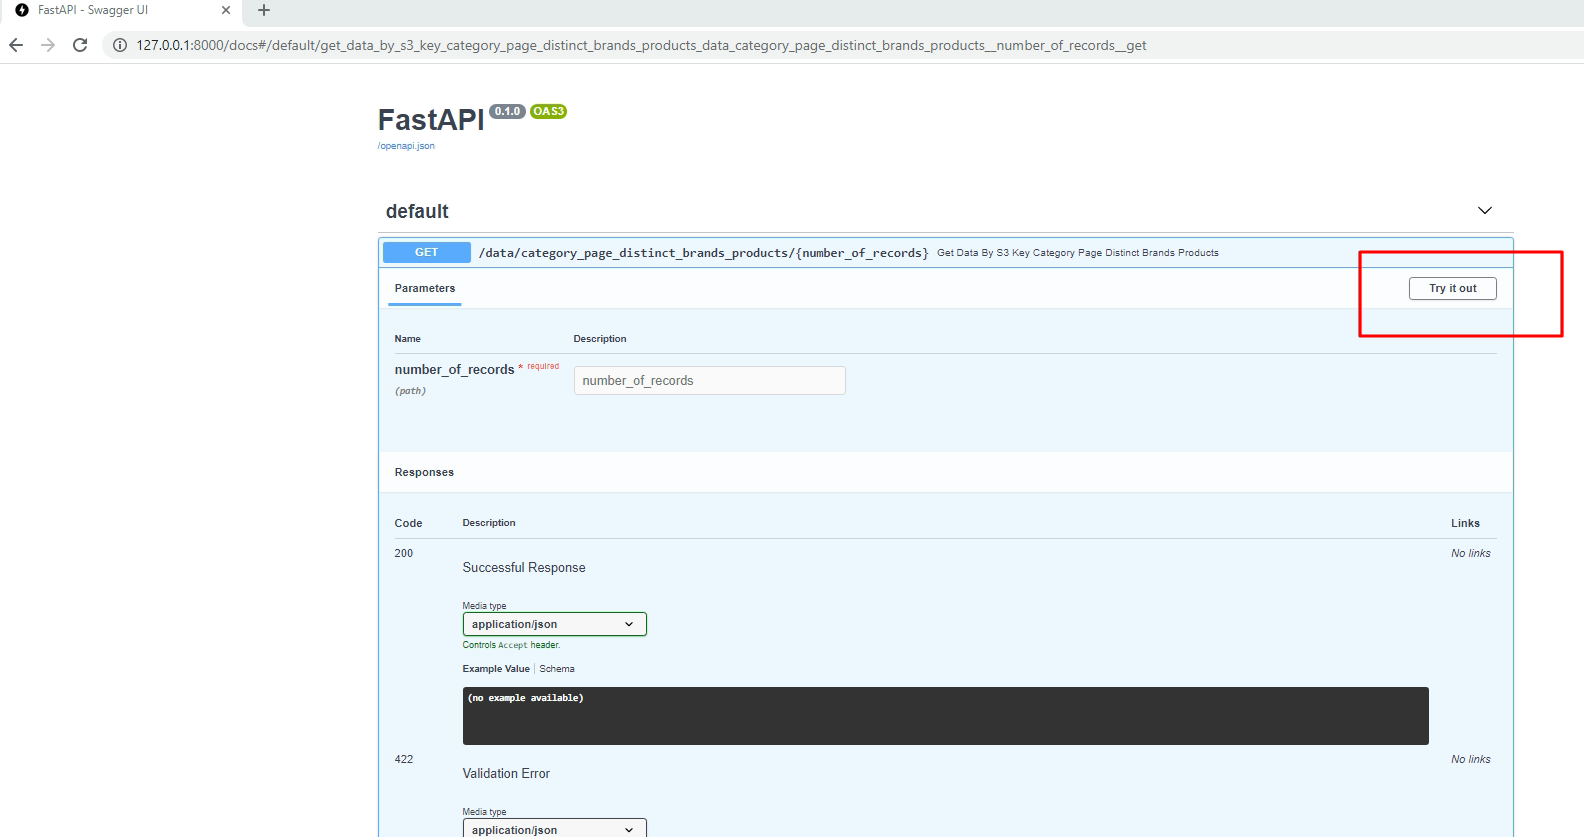 FastAPI - Swagger UI
127.0.0.1:8000/docs#/default/get_data_by_s3_key_category_page_distinct_brands_products_data_category_page_distinct_brands_products__number_of_records__get
FastAPI 0.1.0 OAS3
/openapi.json
default
GET /data/category_page_distinct_brands_products/{number_of_records} Get Data By S3 Key Category Page Distinct Brands Products
Parameters Try it out
Name Description
number_of_records * required
(path)
number_of_records
Responses
Code Description Links
200 No links
Successful Response
Media type
application/json
Controls Accept header.
Example Value Schema
(no example available)
422 No links
Validation Error
Media type
application/json